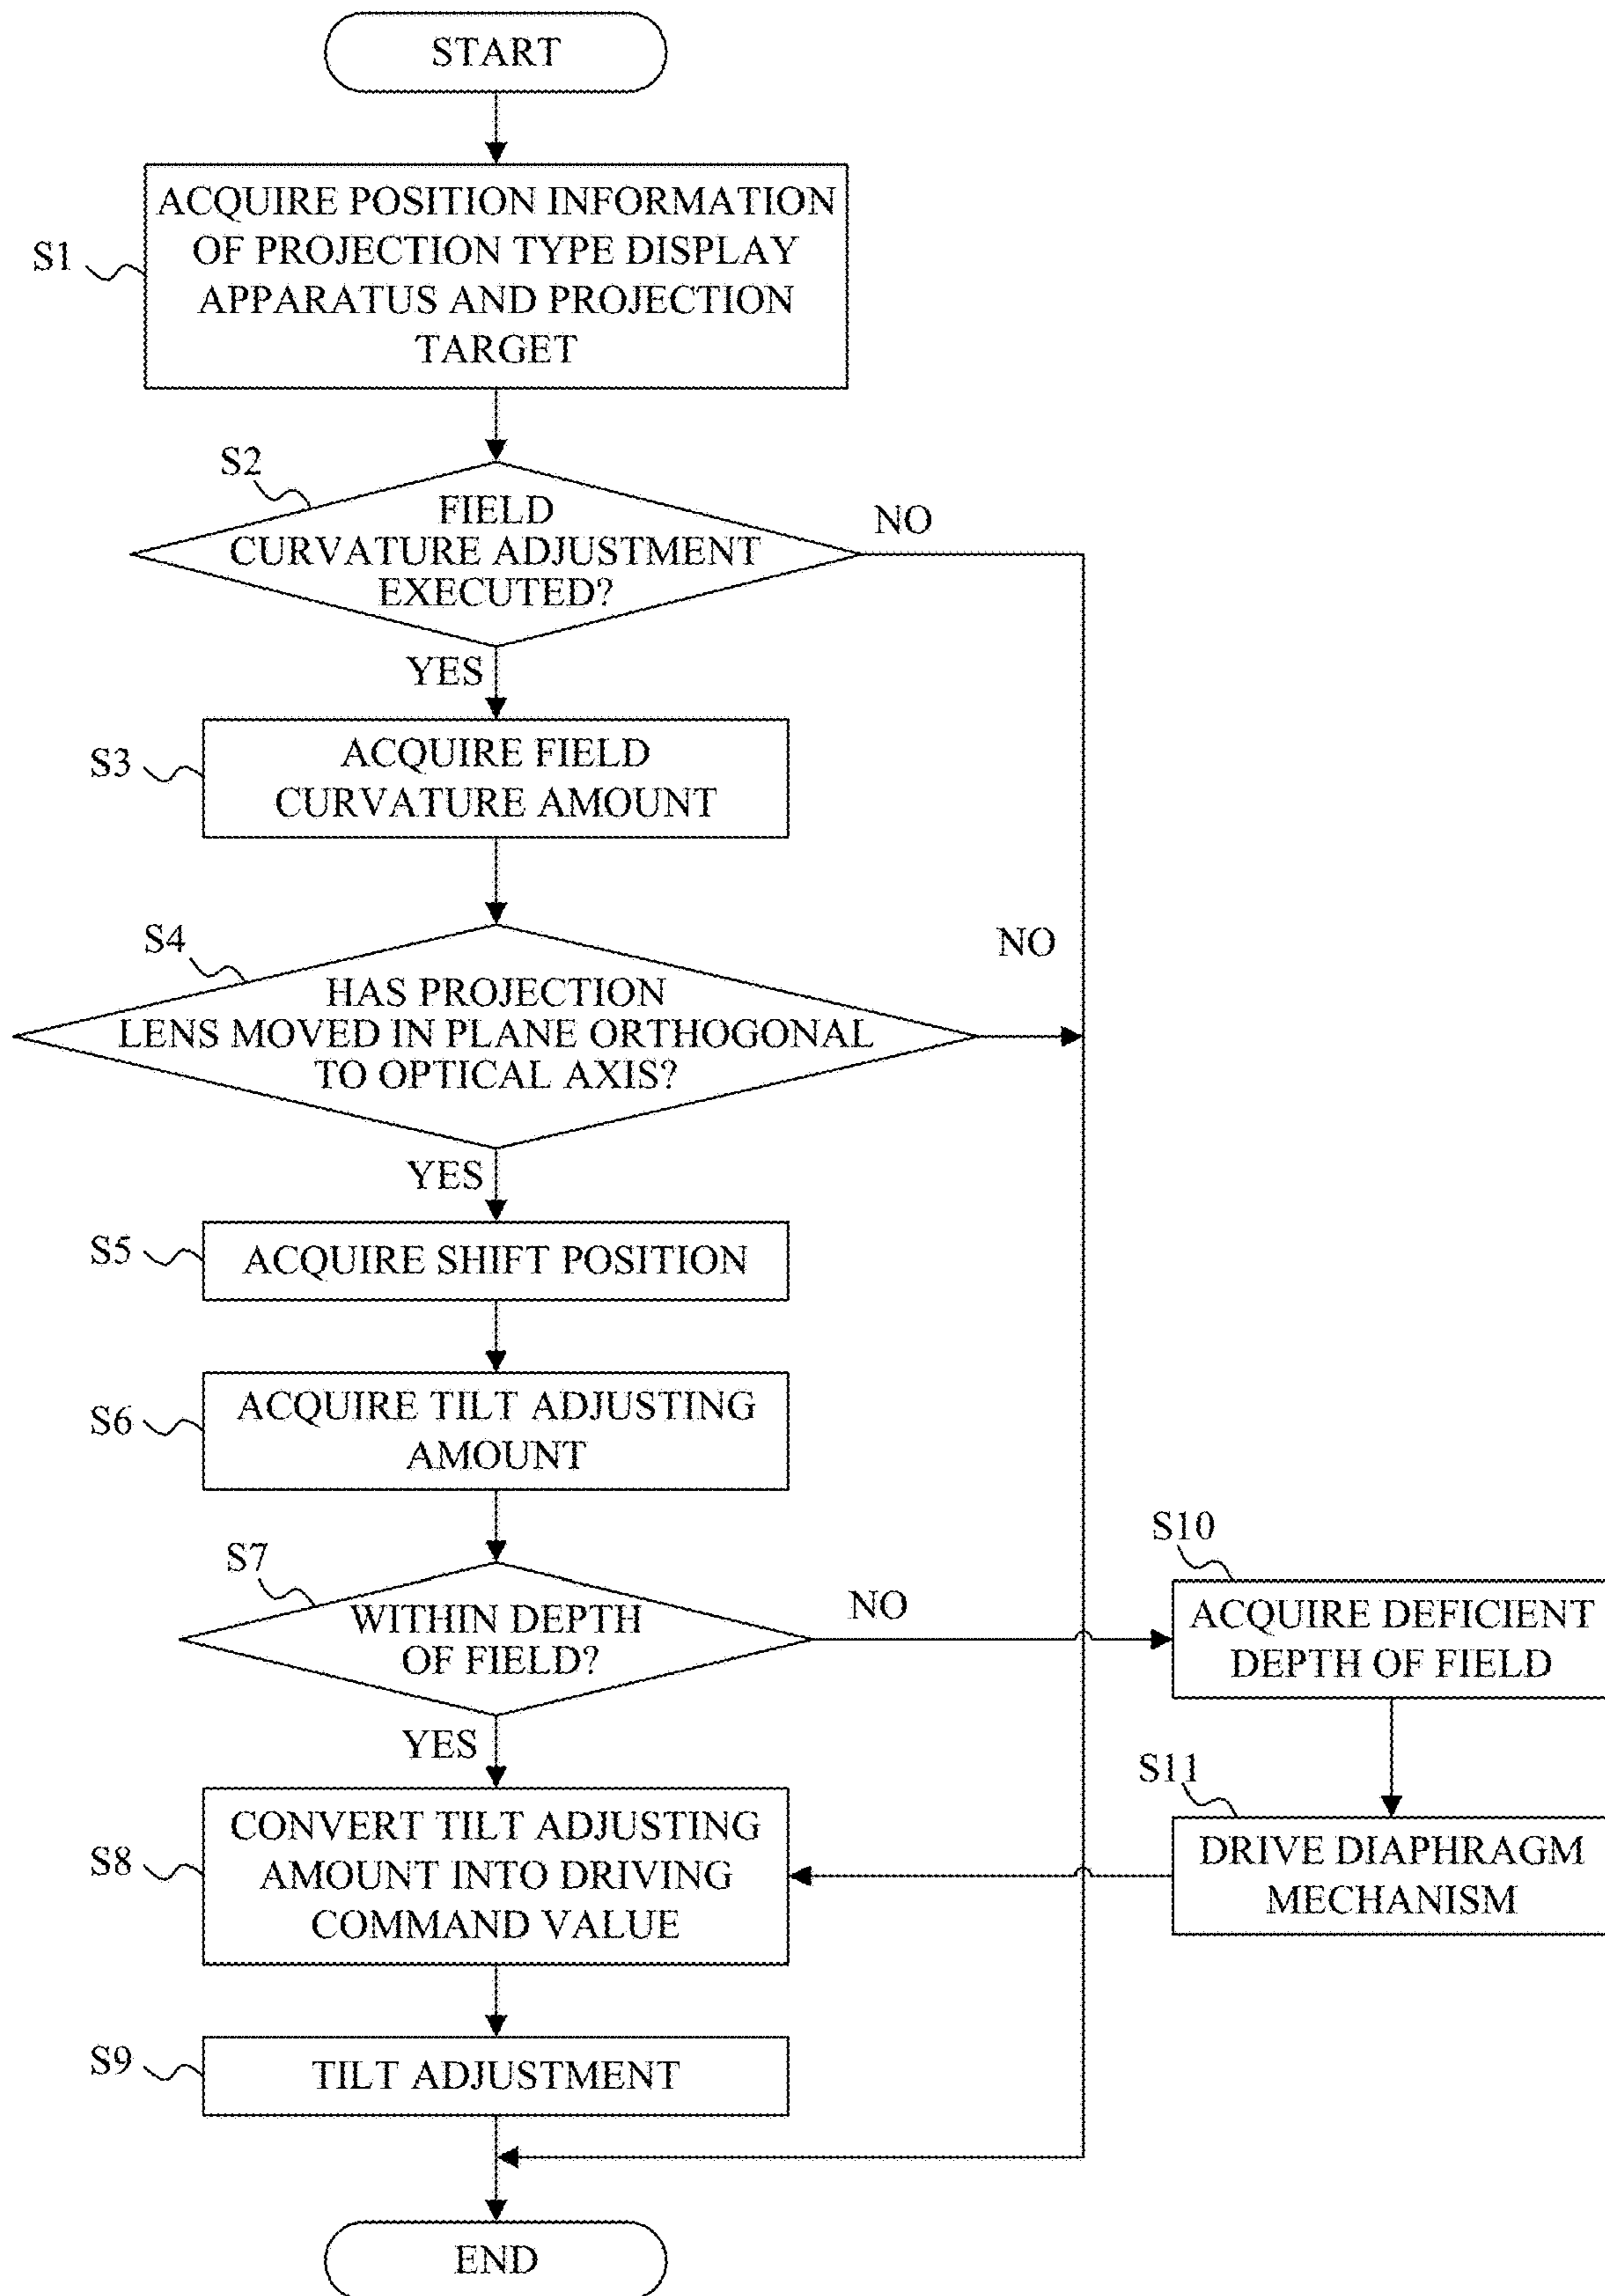 START
S1
ACQUIRE POSITION INFORMATION
OF PROJECTION TYPE DISPLAY
APPARATUS AND PROJECTION
TARGET
S2
FIELD
CURVATURE ADJUSTMENT
EXECUTED?
NO
YES
S3
ACQUIRE FIELD
CURVATURE AMOUNT
S4
HAS PROJECTION
LENS MOVED IN PLANE ORTHOGONAL
TO OPTICAL AXIS?
NO
YES
S5
ACQUIRE SHIFT POSITION
S6
ACQUIRE TILT ADJUSTING
AMOUNT
S7
WITHIN DEPTH
OF FIELD?
NO
YES
S10
ACQUIRE DEFICIENT
DEPTH OF FIELD
S11
DRIVE DIAPHRAGM
MECHANISM
S8
CONVERT TILT ADJUSTING
AMOUNT INTO DRIVING
COMMAND VALUE
S9
TILT ADJUSTMENT
END